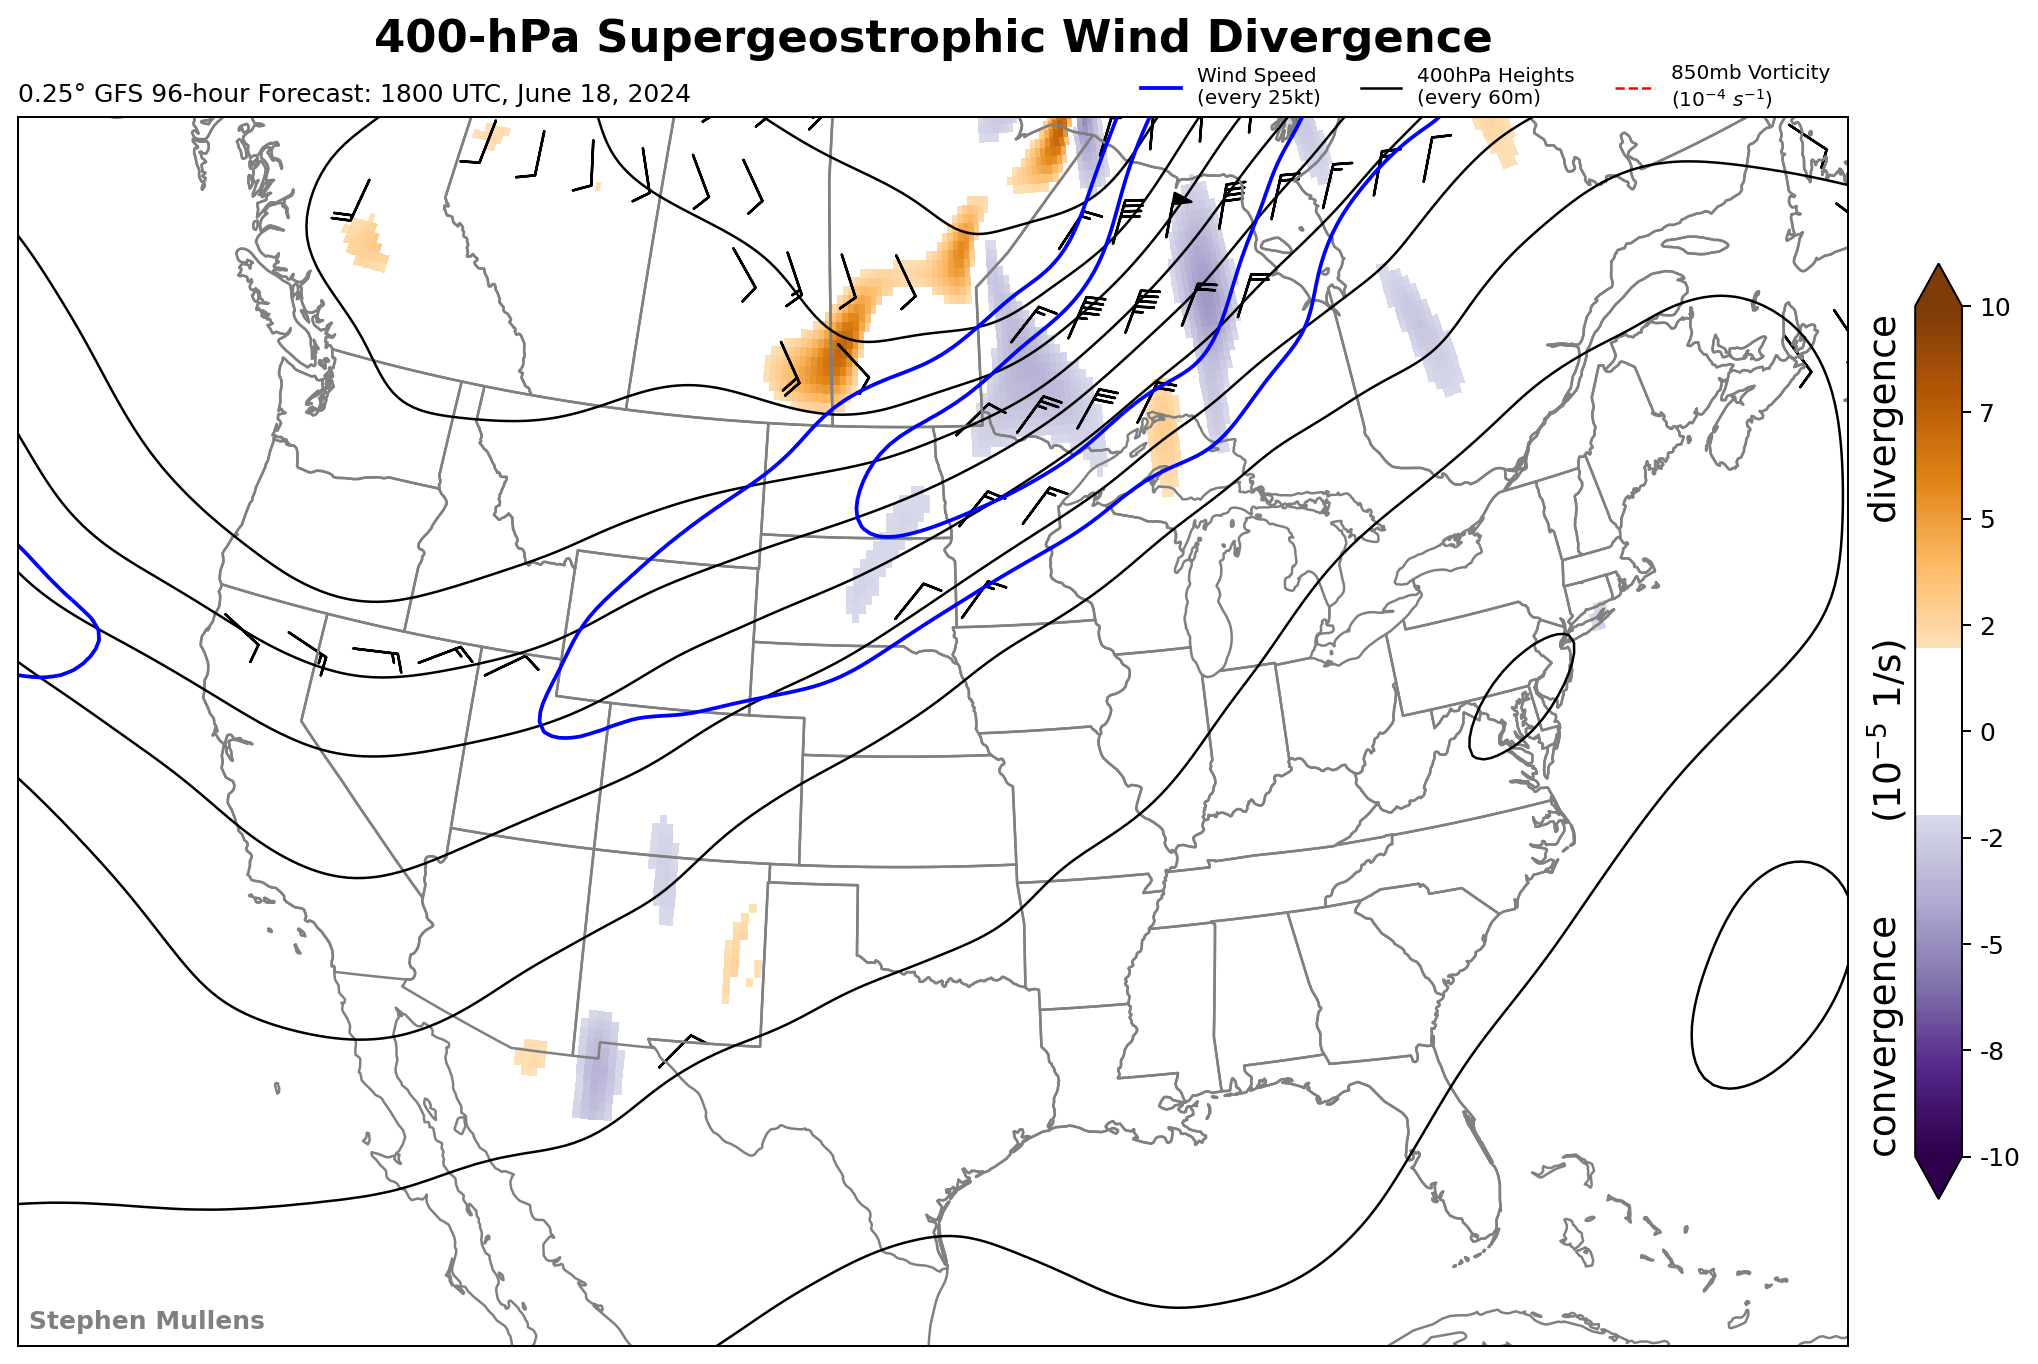 400-hPa Supergeostrophic Wind Divergence
0.25° GFS 96-hour Forecast: 1800 UTC, June 18, 2024
Wind Speed
(every 25kt)
400hPa Heights
(every 60m)
850mb Vorticity
(10⁻⁴ s⁻¹)
10
7
5
2
0
-2
-5
-8
-10
convergence (10⁻⁵ 1/s) divergence
Stephen Mullens